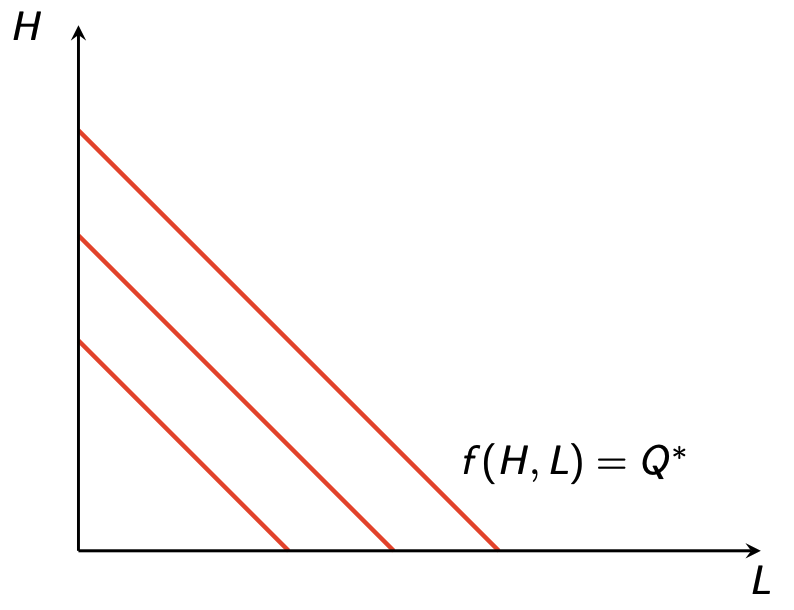 H
f(H, L) = Q*
L